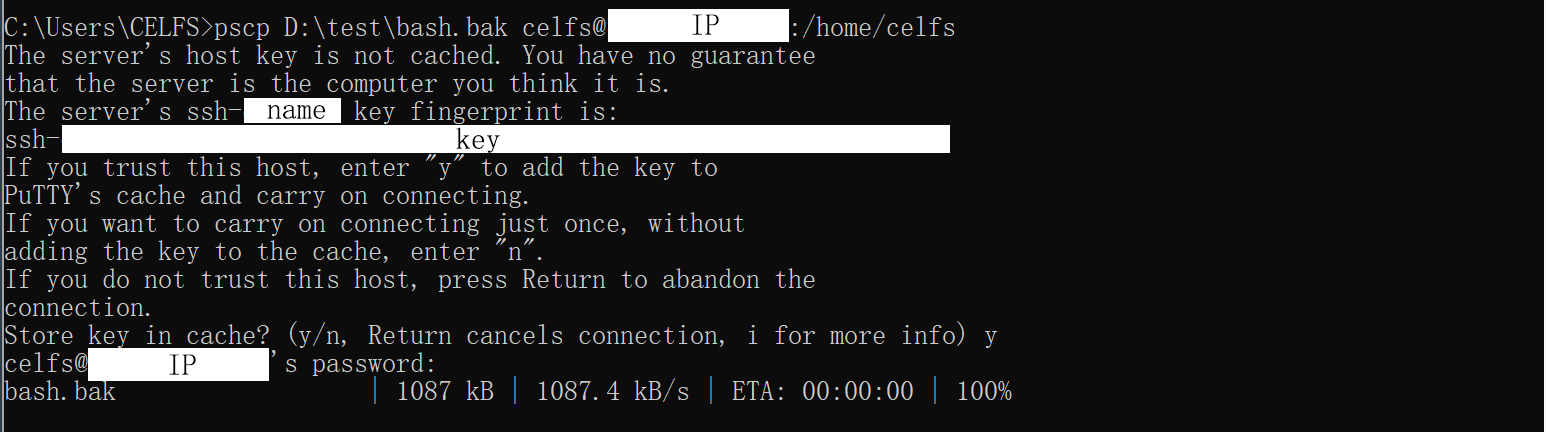 C:\Users\CELFS>pscp D:\test\bash.bak celfs@ IP :/home/celfs
The server's host key is not cached. You have no guarantee
that the server is the computer you think it is.
The server's ssh- name key fingerprint is:
ssh- key
If you trust this host, enter "y" to add the key to
PuTTY's cache and carry on connecting.
If you want to carry on connecting just once, without
adding the key to the cache, enter "n".
If you do not trust this host, press Return to abandon the
connection.
Store key in cache? (y/n, Return cancels connection, i for more info) y
celfs@ IP 's password:
bash.bak | 1087 kB | 1087.4 kB/s | ETA: 00:00:00 | 100%